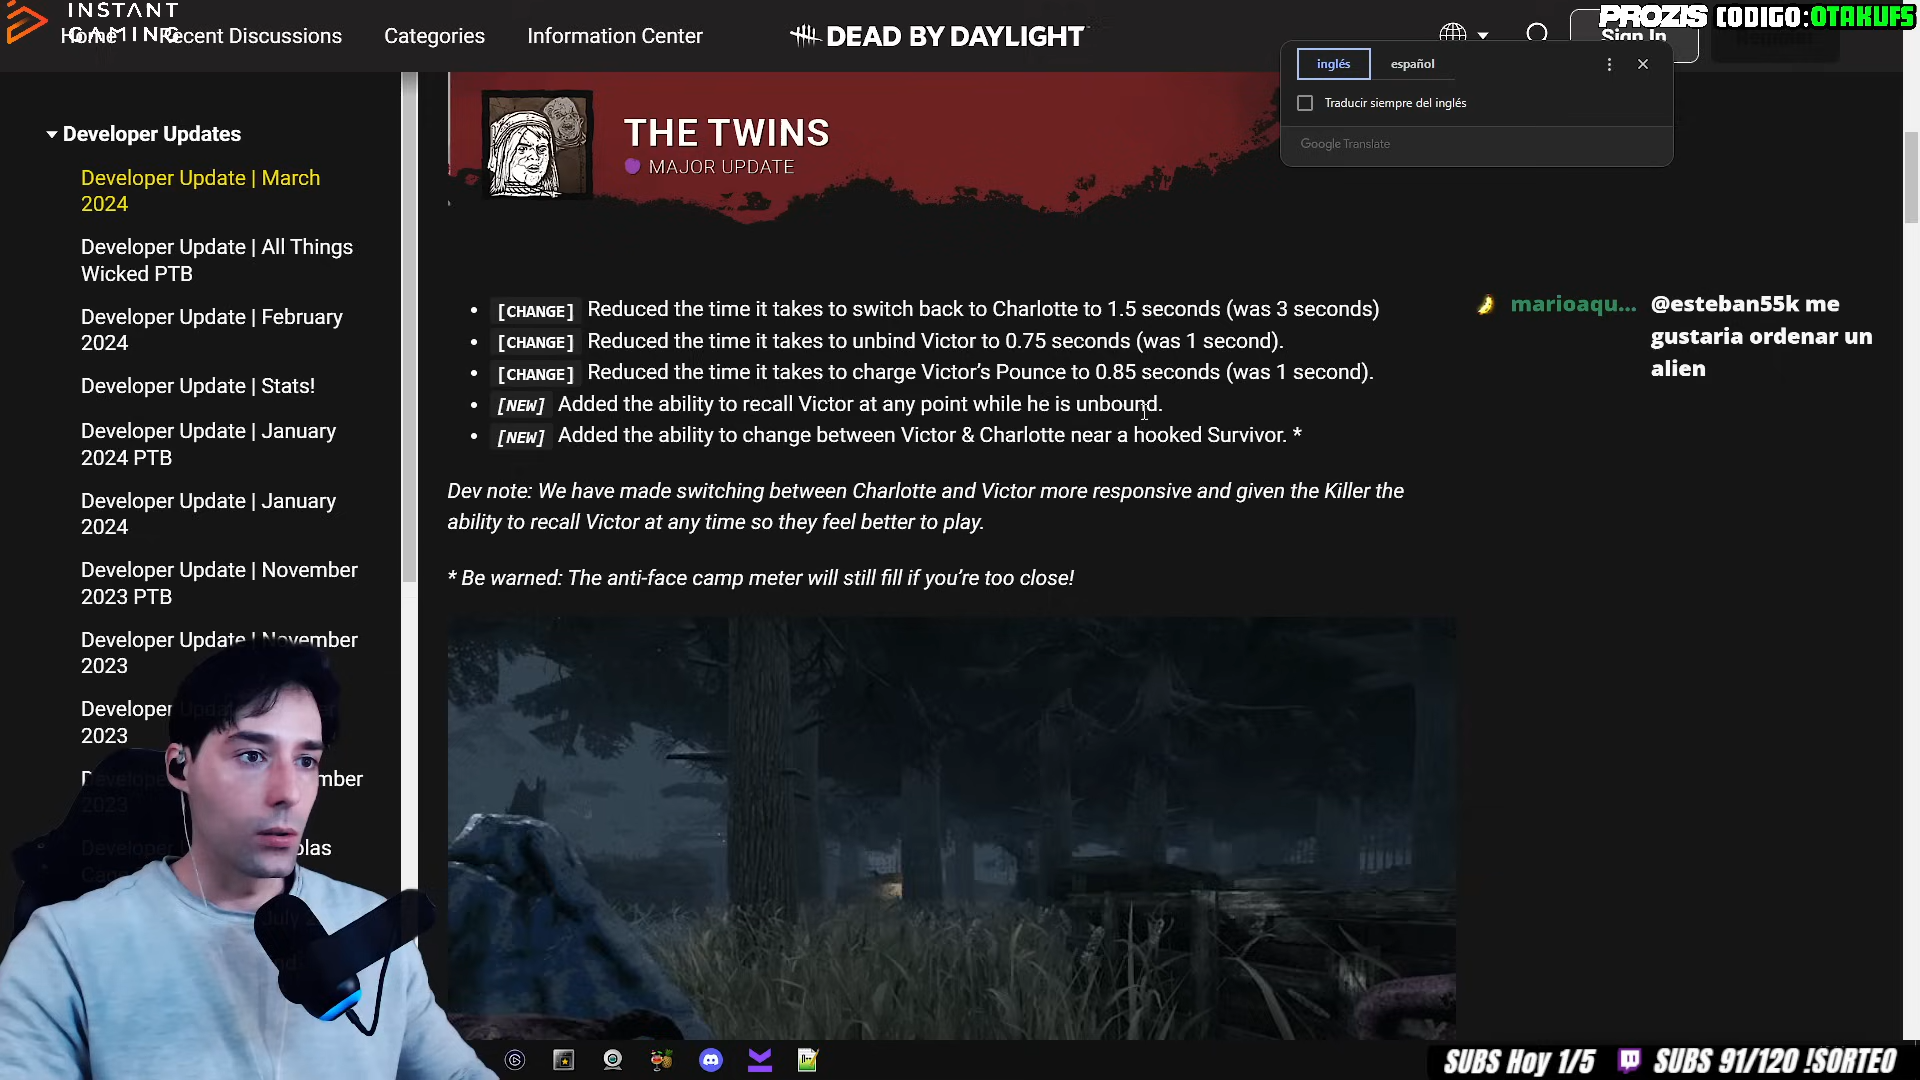 INSTANT
GAMING
Home
Recent Discussions
Categories
Information Center
DEAD BY DAYLIGHT
Sign In
PROZIS CODIGO:OTAKUFS
inglés
español
Traducir siempre del inglés
Google Translate
Developer Updates
Developer Update | March
2024
Developer Update | All Things
Wicked PTB
Developer Update | February
2024
Developer Update | Stats!
Developer Update | January
2024 PTB
Developer Update | January
2024
Developer Update | November
2023 PTB
Developer Update | November
2023
Developer
2023
THE TWINS
MAJOR UPDATE
[CHANGE] Reduced the time it takes to switch back to Charlotte to 1.5 seconds (was 3 seconds)
[CHANGE] Reduced the time it takes to unbind Victor to 0.75 seconds (was 1 second).
[CHANGE] Reduced the time it takes to charge Victor’s Pounce to 0.85 seconds (was 1 second).
[NEW] Added the ability to recall Victor at any point while he is unbound.
[NEW] Added the ability to change between Victor & Charlotte near a hooked Survivor. *
Dev note: We have made switching between Charlotte and Victor more responsive and given the Killer the
ability to recall Victor at any time so they feel better to play.
* Be warned: The anti-face camp meter will still fill if you’re too close!
marioaqu...
@esteban55k me
gustaria ordenar un
alien
SUBS Hoy 1/5
SUBS 91/120 !SORTEO